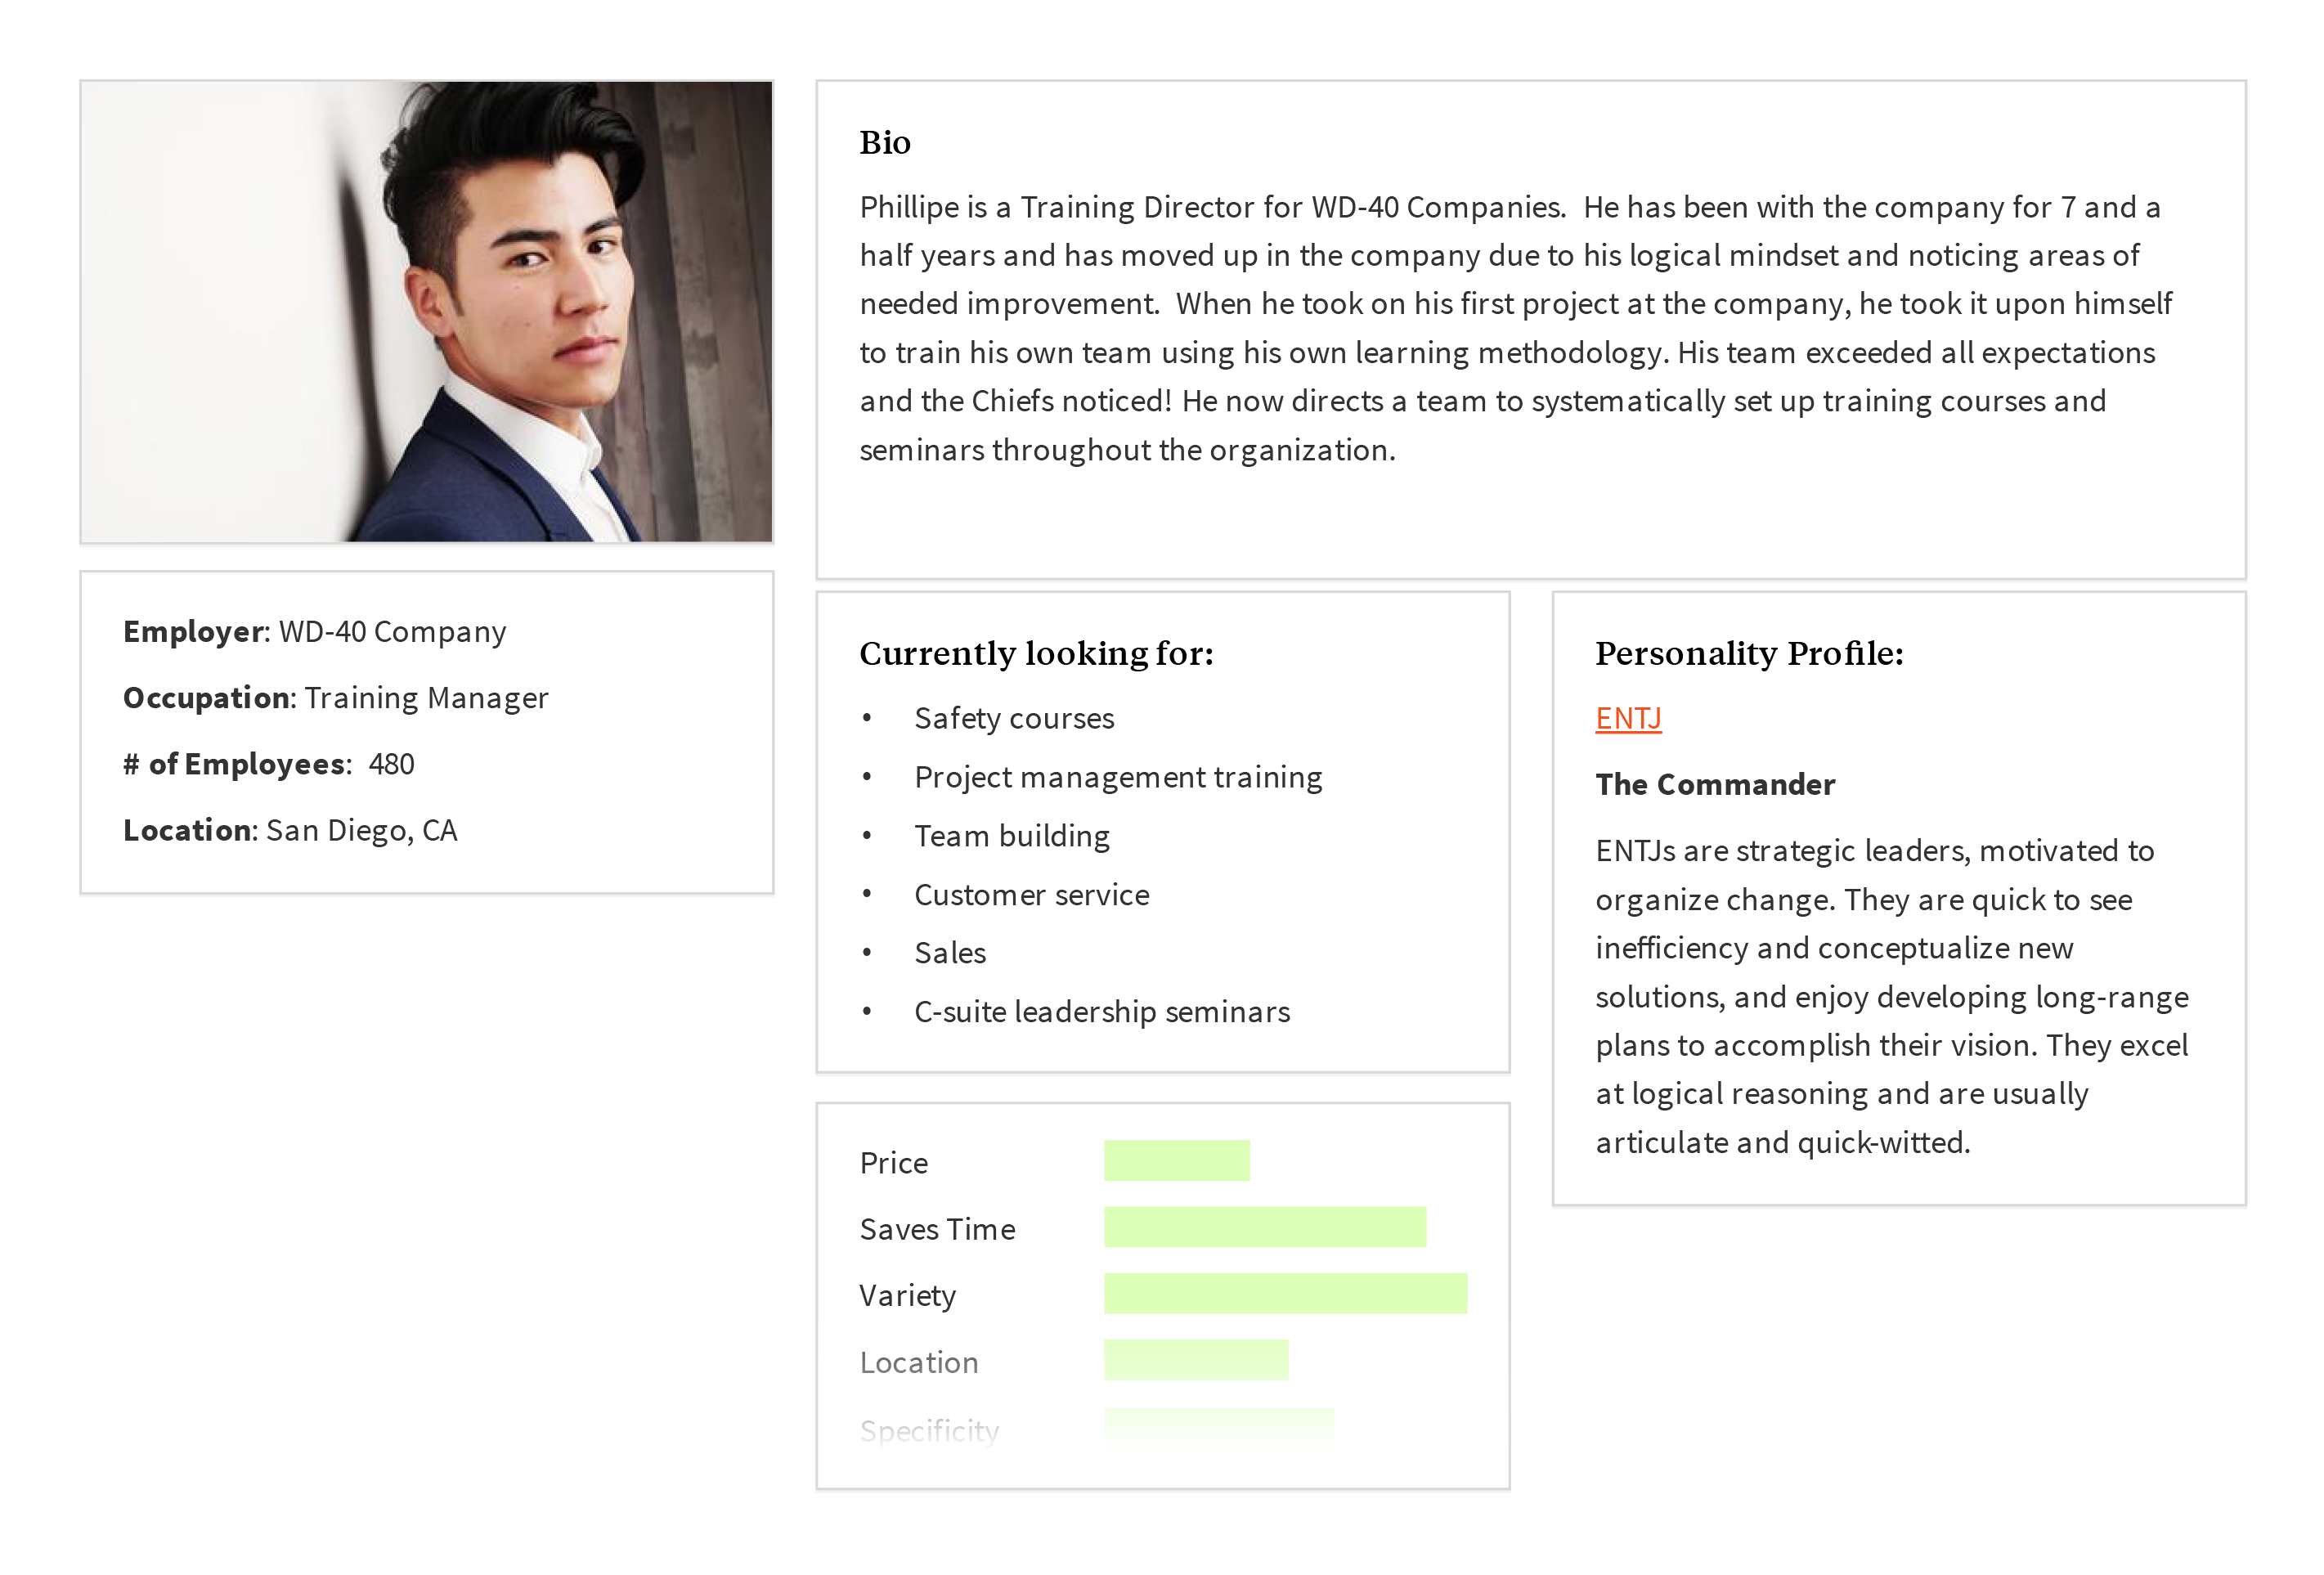 Bio
Phillipe is a Training Director for WD-40 Companies.  He has been with the company for 7 and a
half years and has moved up in the company due to his logical mindset and noticing areas of
needed improvement.  When he took on his first project at the company, he took it upon himself
to train his own team using his own learning methodology. His team exceeded all expectations
and the Chiefs noticed! He now directs a team to systematically set up training courses and
seminars throughout the organization.
Employer: WD-40 Company
Occupation: Training Manager
# of Employees:  480
Location: San Diego, CA
Currently looking for:
• Safety courses
• Project management training
• Team building
• Customer service
• Sales
• C-suite leadership seminars
Personality Profile:
ENTJ
The Commander
ENTJs are strategic leaders, motivated to
organize change. They are quick to see
inefficiency and conceptualize new
solutions, and enjoy developing long-range
plans to accomplish their vision. They excel
at logical reasoning and are usually
articulate and quick-witted.
Price
Saves Time
Variety
Location
Specificity